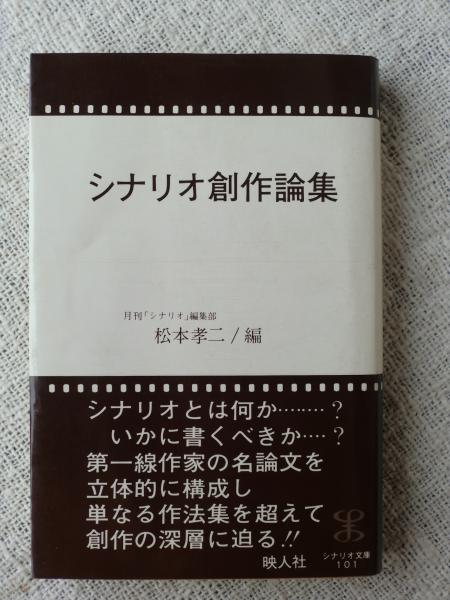 シナリオ創作論集
月刊「シナリオ」編集部
松本孝二/編
シナリオとは何か………?
いかに書くべきか‥‥?
第一線作家の名論文を
立体的に構成し
単なる作法集を超えて
創作の深層に迫る!!
映人社
シナリオ文庫
101